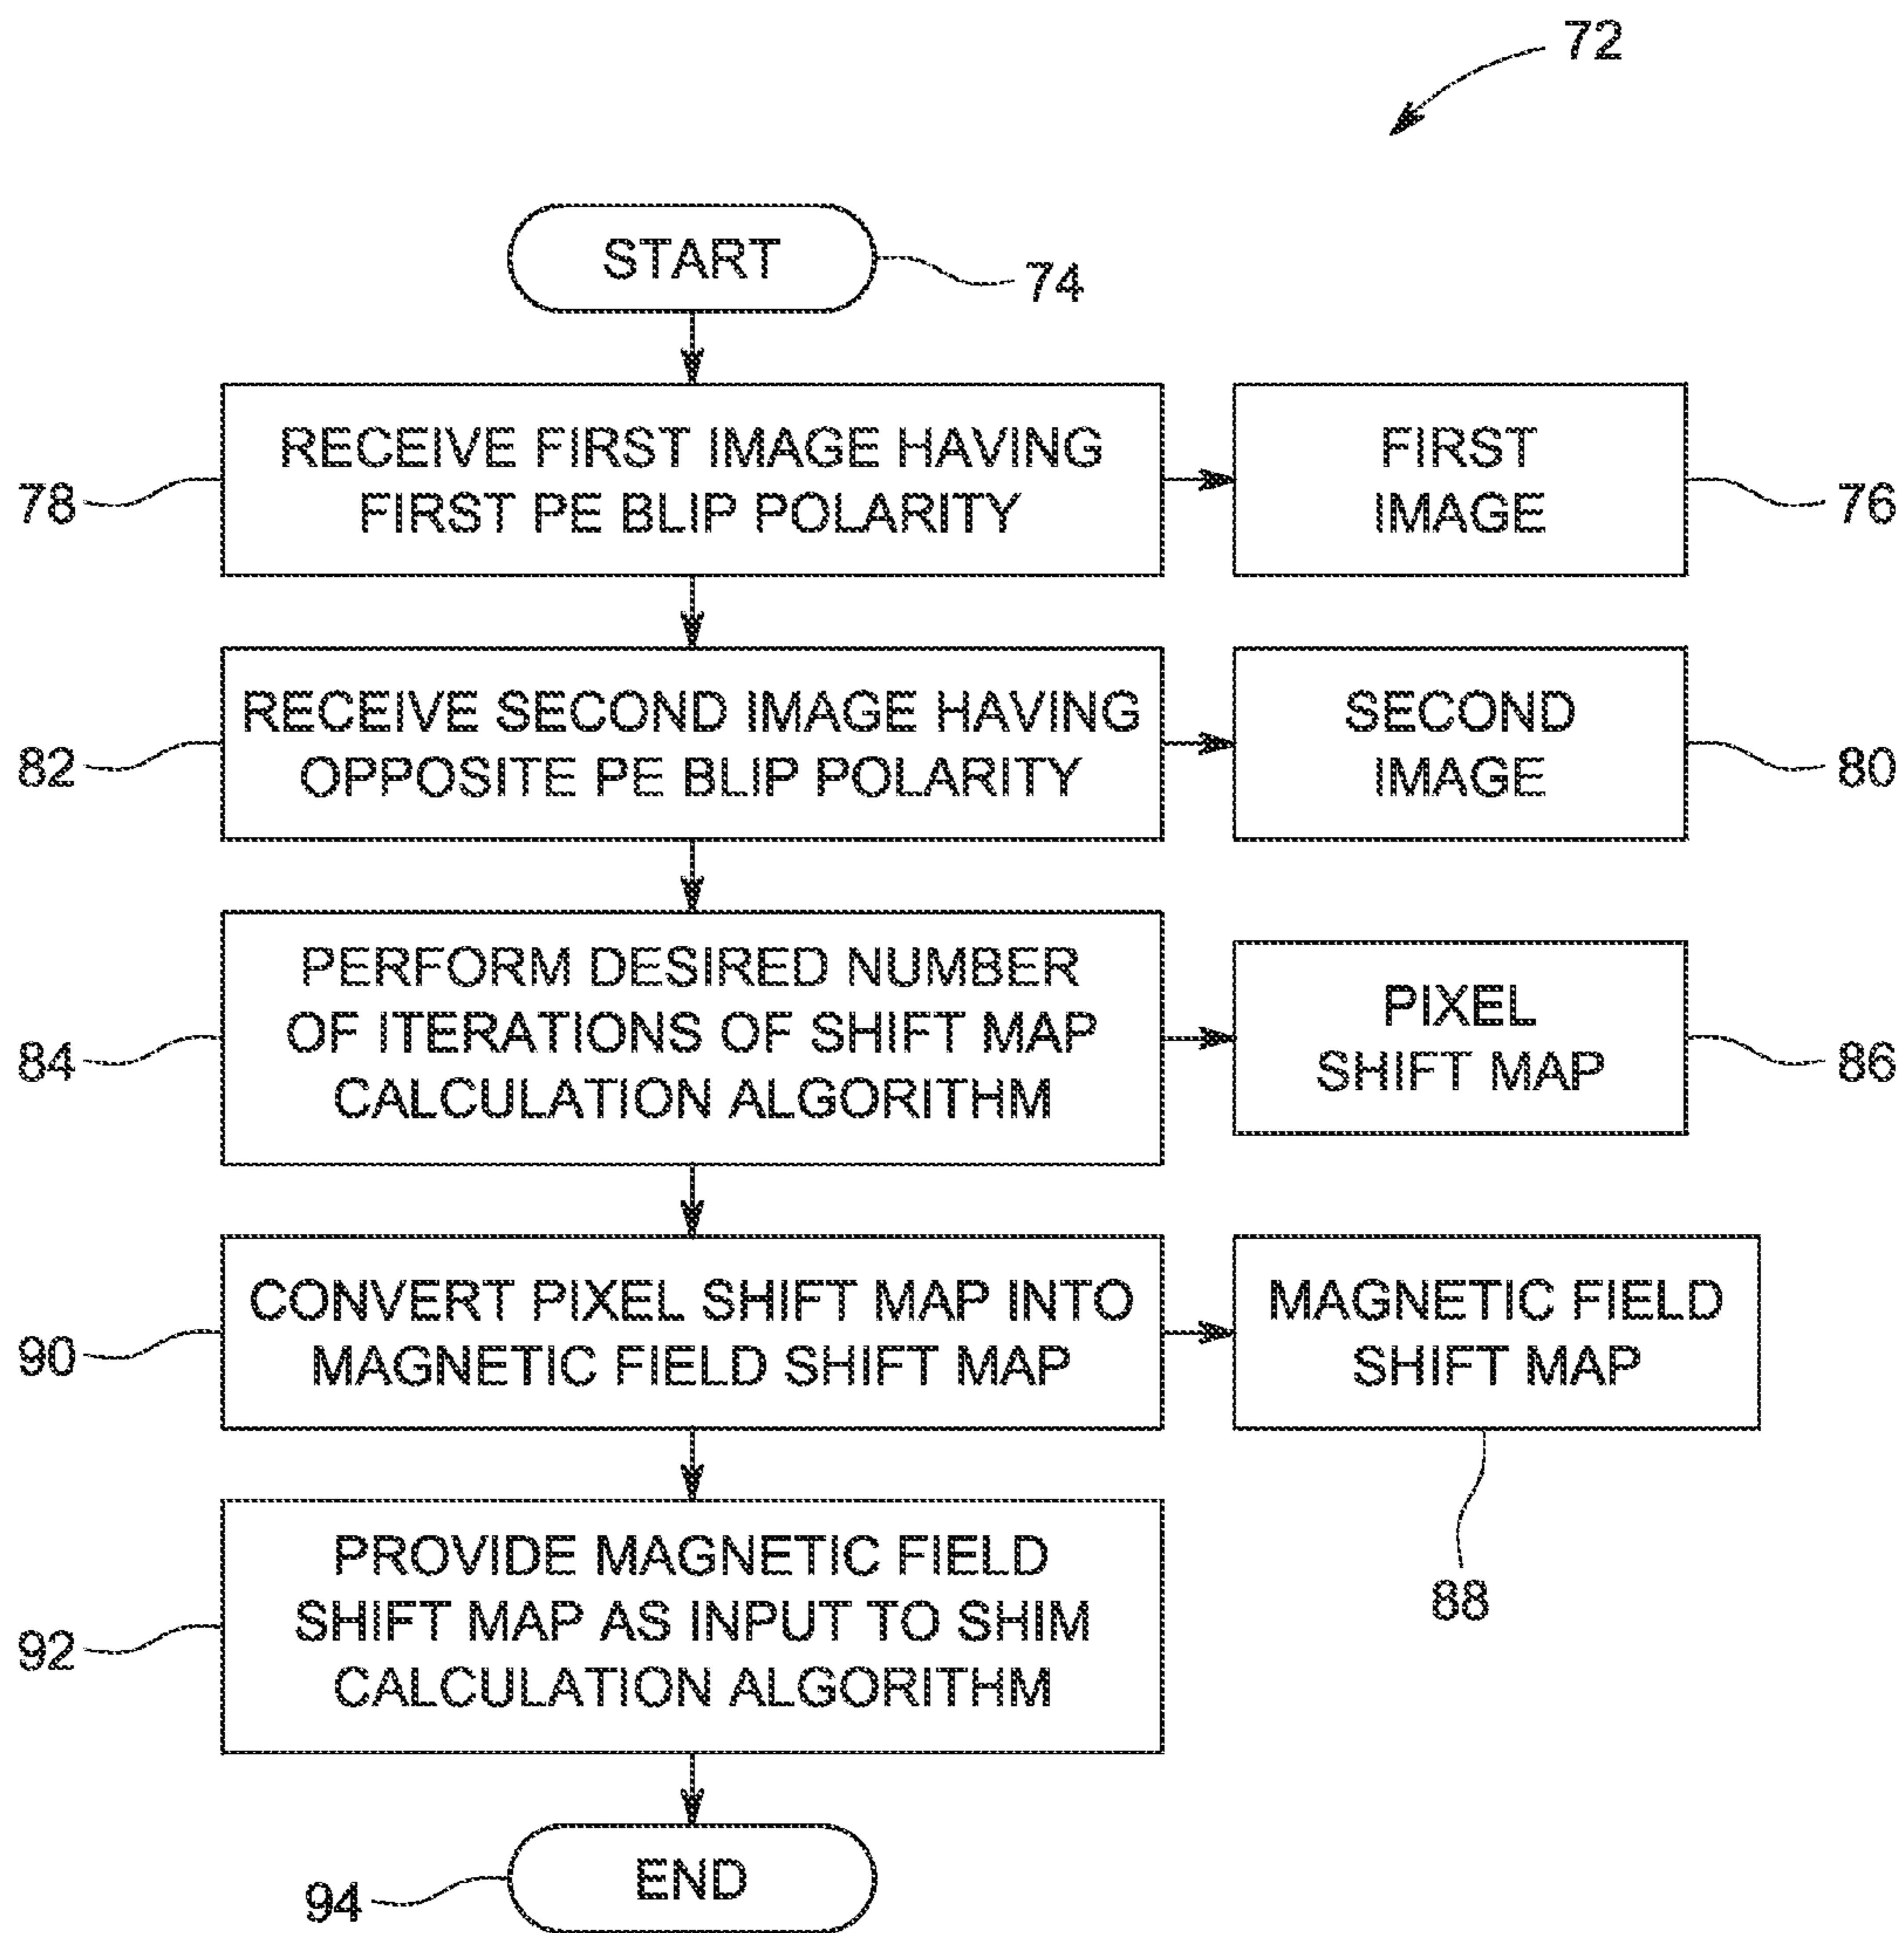 72
START
74
RECEIVE FIRST IMAGE HAVING
FIRST PE BLIP POLARITY
78
FIRST
IMAGE
76
RECEIVE SECOND IMAGE HAVING
OPPOSITE PE BLIP POLARITY
82
SECOND
IMAGE
80
PERFORM DESIRED NUMBER
OF ITERATIONS OF SHIFT MAP
CALCULATION ALGORITHM
84
PIXEL
SHIFT MAP
86
CONVERT PIXEL SHIFT MAP INTO
MAGNETIC FIELD SHIFT MAP
90
MAGNETIC FIELD
SHIFT MAP
88
PROVIDE MAGNETIC FIELD
SHIFT MAP AS INPUT TO SHIM
CALCULATION ALGORITHM
92
END
94